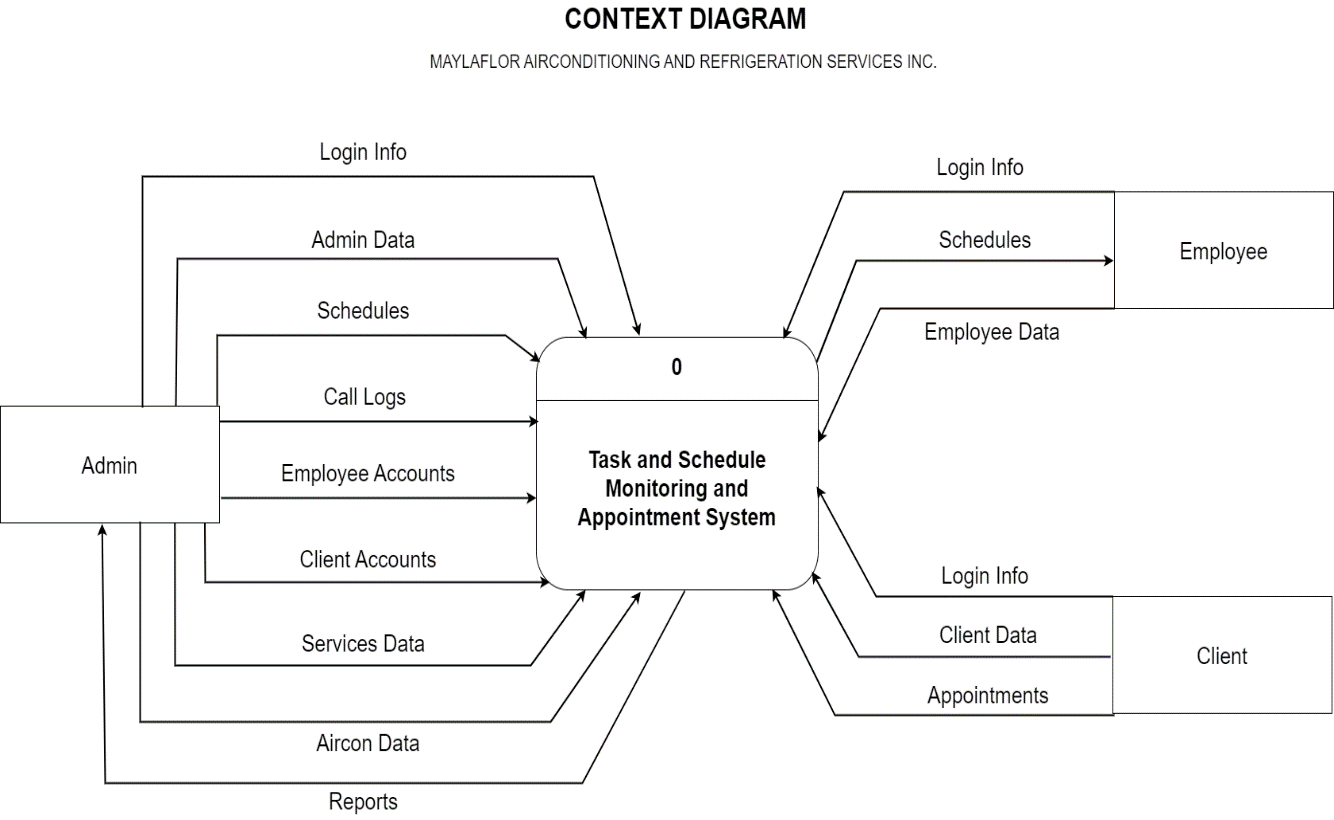 CONTEXT DIAGRAM
MAYLAFLOR AIRCONDITIONING AND REFRIGERATION SERVICES INC.
Login Info
Admin Data
Schedules
Call Logs
Admin
Employee Accounts
Client Accounts
Services Data
Aircon Data
Reports
0
Task and Schedule
Monitoring and
Appointment System
Login Info
Schedules
Employee
Employee Data
Login Info
Client Data
Client
Appointments